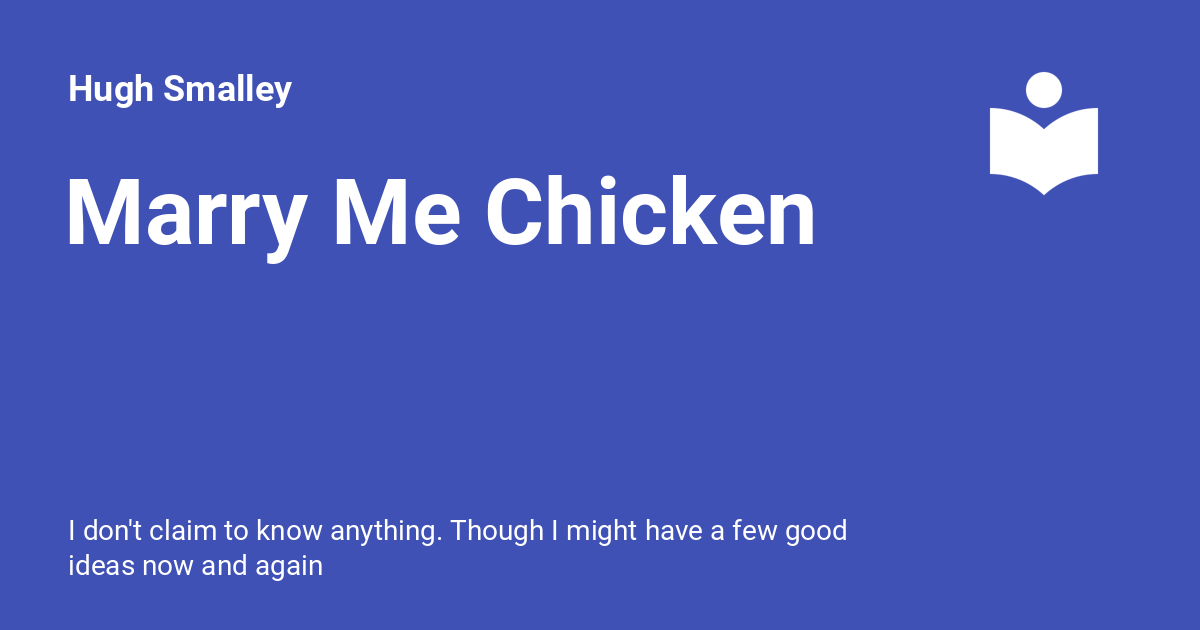 Hugh Smalley
Marry Me Chicken
I don't claim to know anything. Though I might have a few good
ideas now and again